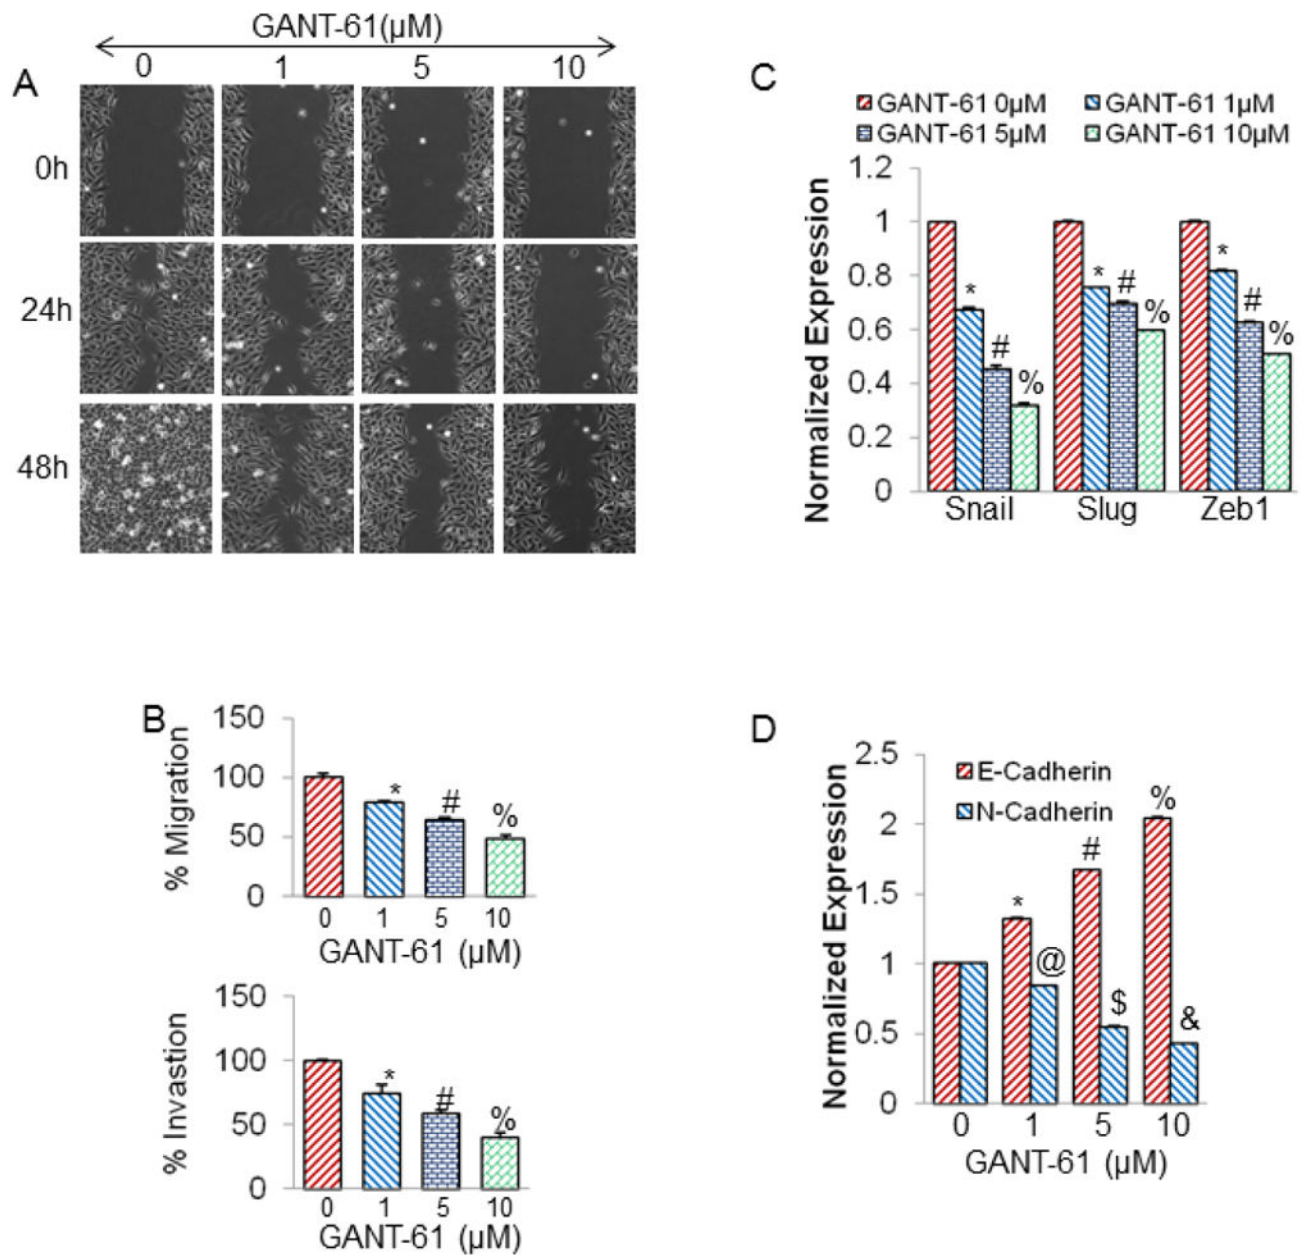 GANT-61(µM)
0 1 5 10
A
0h
24h
48h
C
GANT-61 0µM GANT-61 1µM
GANT-61 5µM GANT-61 10µM
Normalized Expression
1.2
1
0.8
0.6
0.4
0.2
0
* # %
* # %
* # %
Snail Slug Zeb1
B
% Migration
150
100
50
0
* # %
0 1 5 10
GANT-61 (µM)
% Invastion
150
100
50
0
* # %
0 1 5 10
GANT-61 (µM)
D
E-Cadherin
N-Cadherin
Normalized Expression
2.5
2
1.5
1
0.5
0
* @ # $ % &
0 1 5 10
GANT-61 (µM)